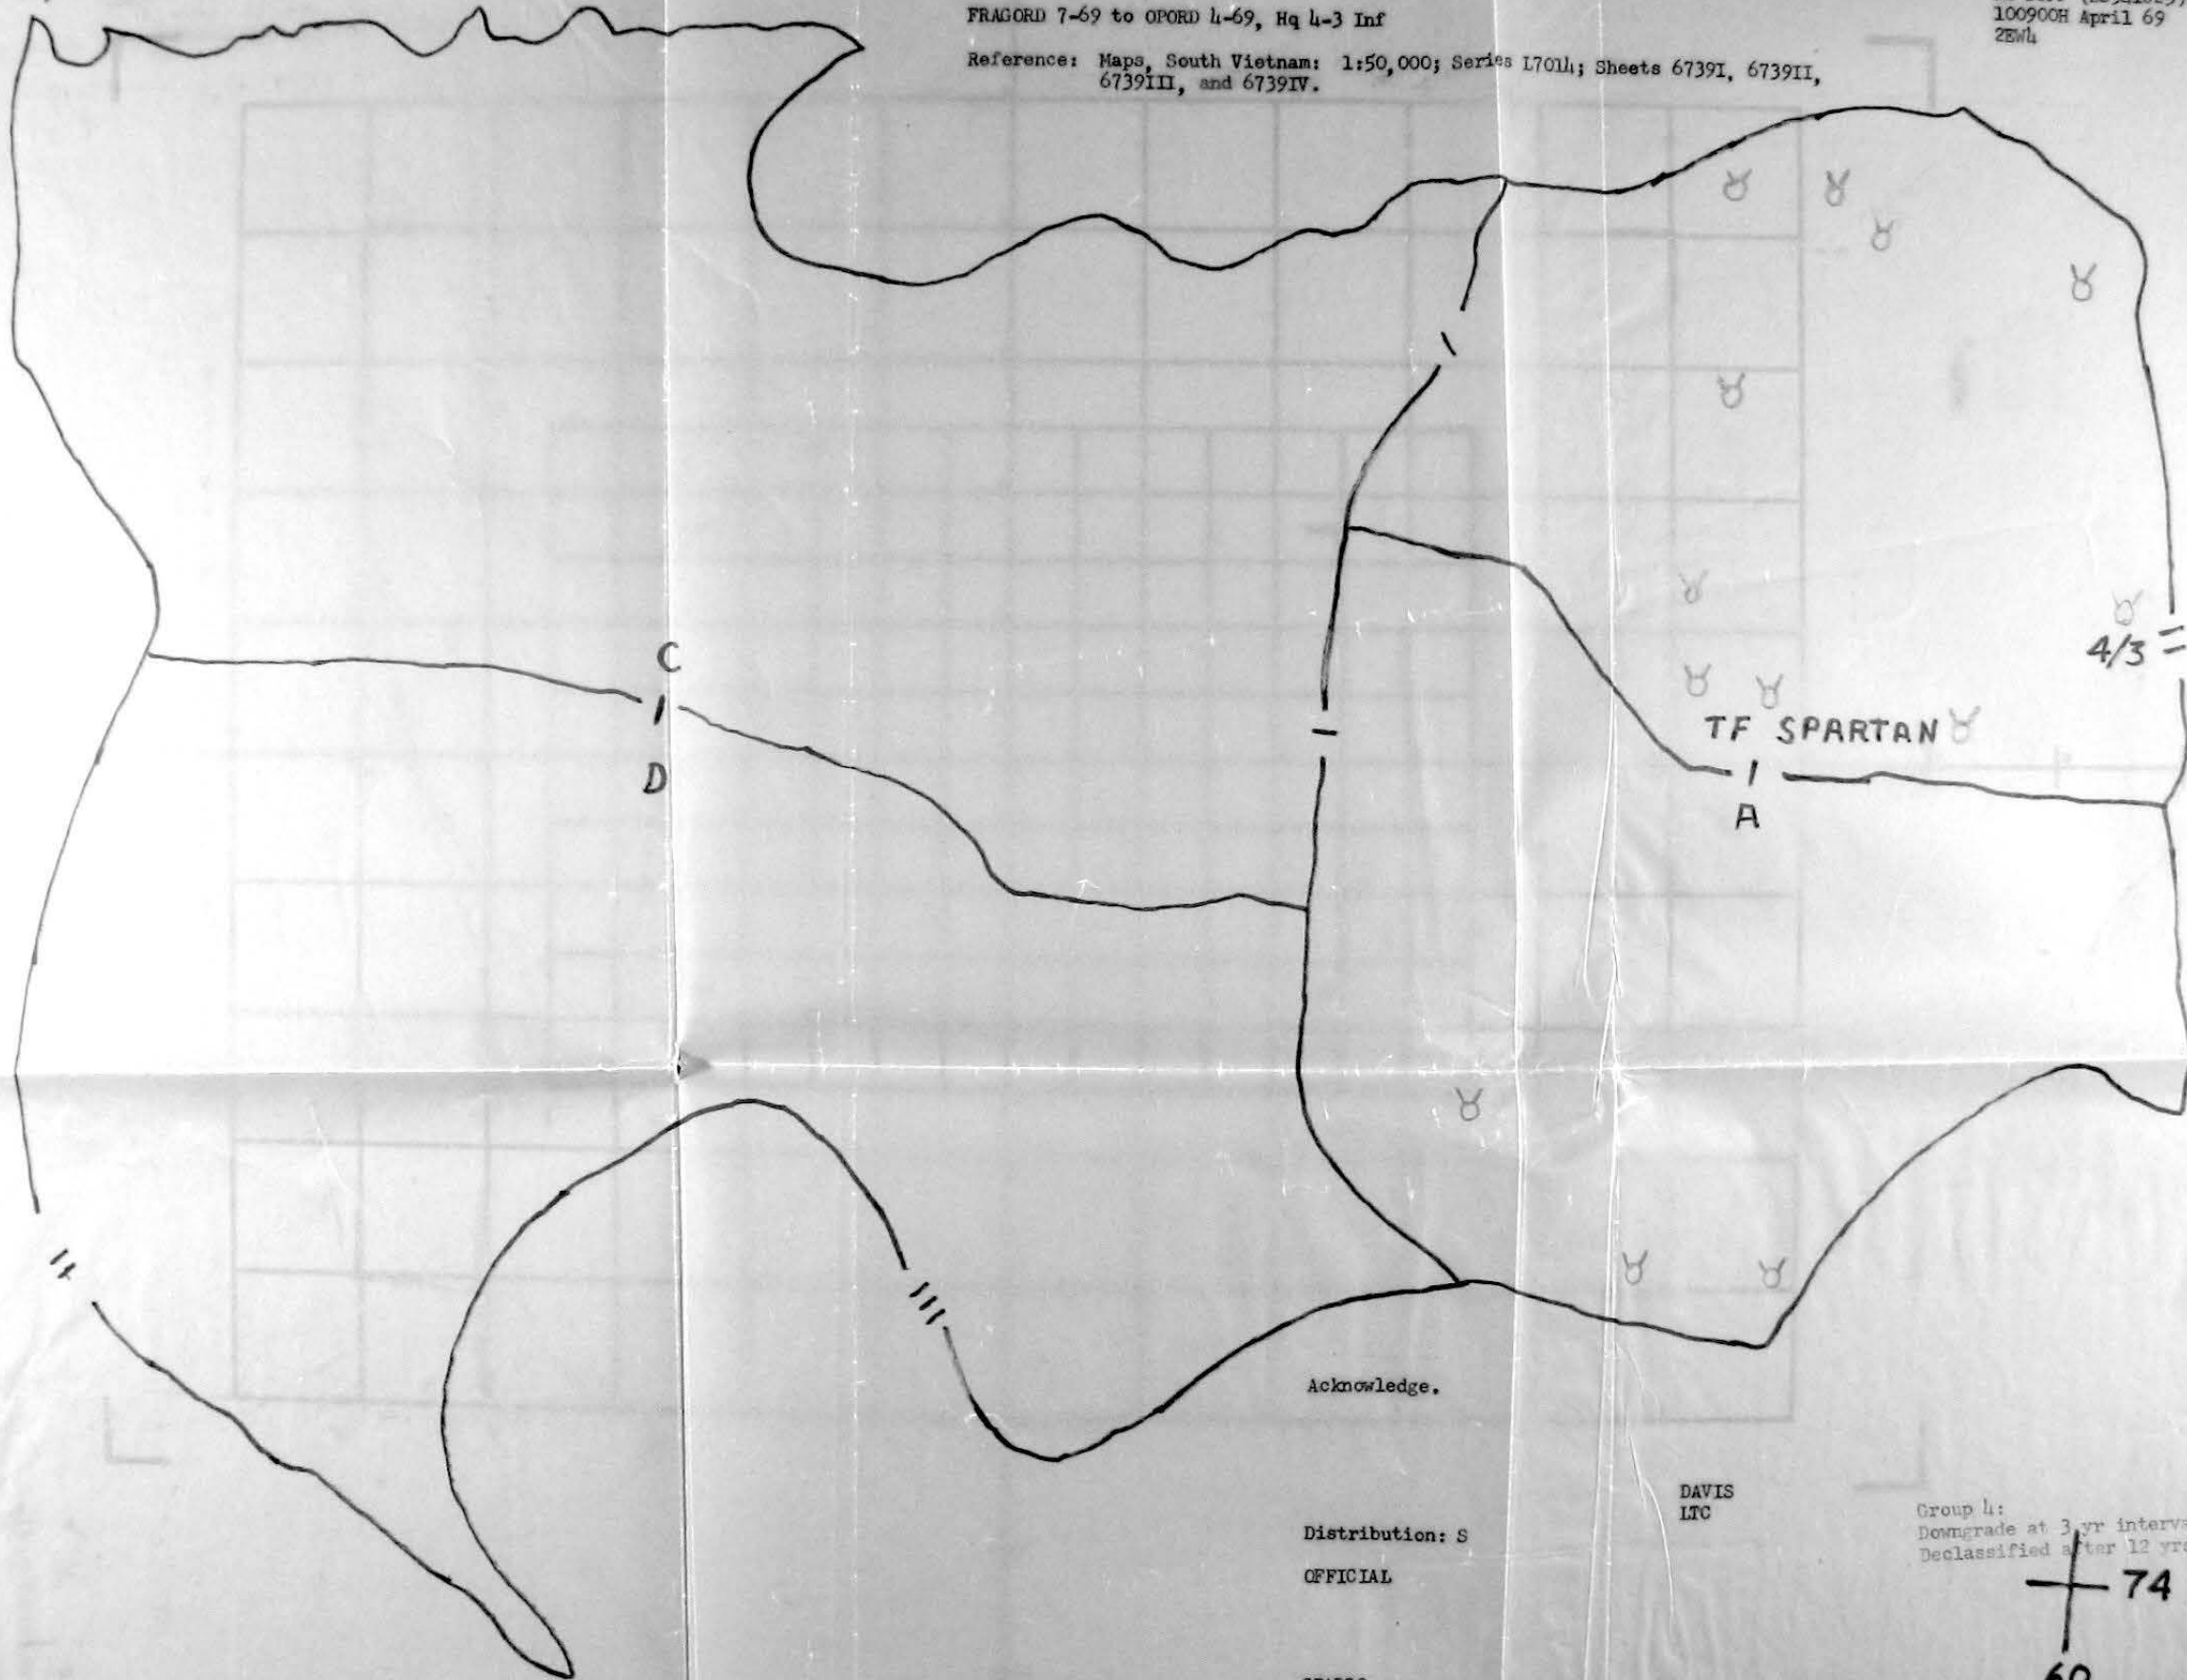 FRAGORD 7-69 to OPORD 4-69, Hq 4-3 Inf
100900H April 69
2EW4
Reference: Maps, South Vietnam: 1:50,000; Series L7014; Sheets 6739I, 6739II,
6739III, and 6739IV.
4/3
C
D
TF SPARTAN
A
Acknowledge.
DAVIS
LTC
Distribution: S
OFFICIAL
Group 4:
Downgrade at 3 yr
Declassified after 12
74
60